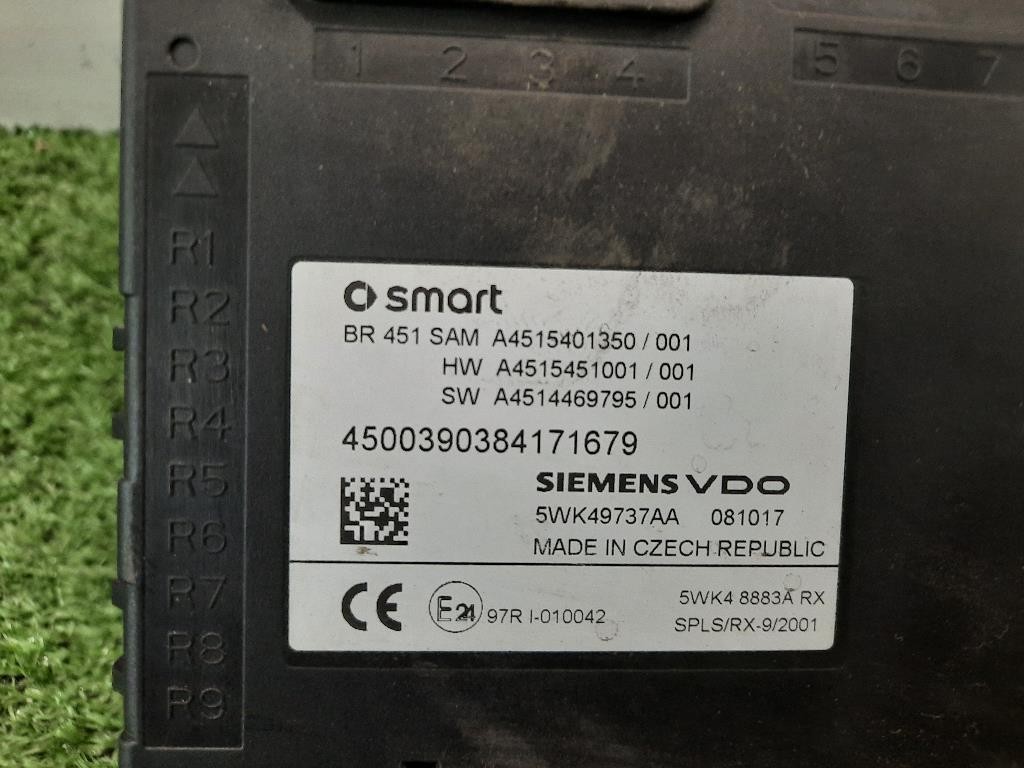 1 2 3 4
5 6 7
R1
R2
R3
R4
R5
R6
R7
R8
R9
smart
BR 451 SAM A4515401350 / 001
HW A4515451001 / 001
SW A4514469795 / 001
4500390384171679
SIEMENS VDO
5WK49737AA 081017
MADE IN CZECH REPUBLIC
CE E24 97R I-010042
5WK4 8883A RX
SPLS/RX-9/2001